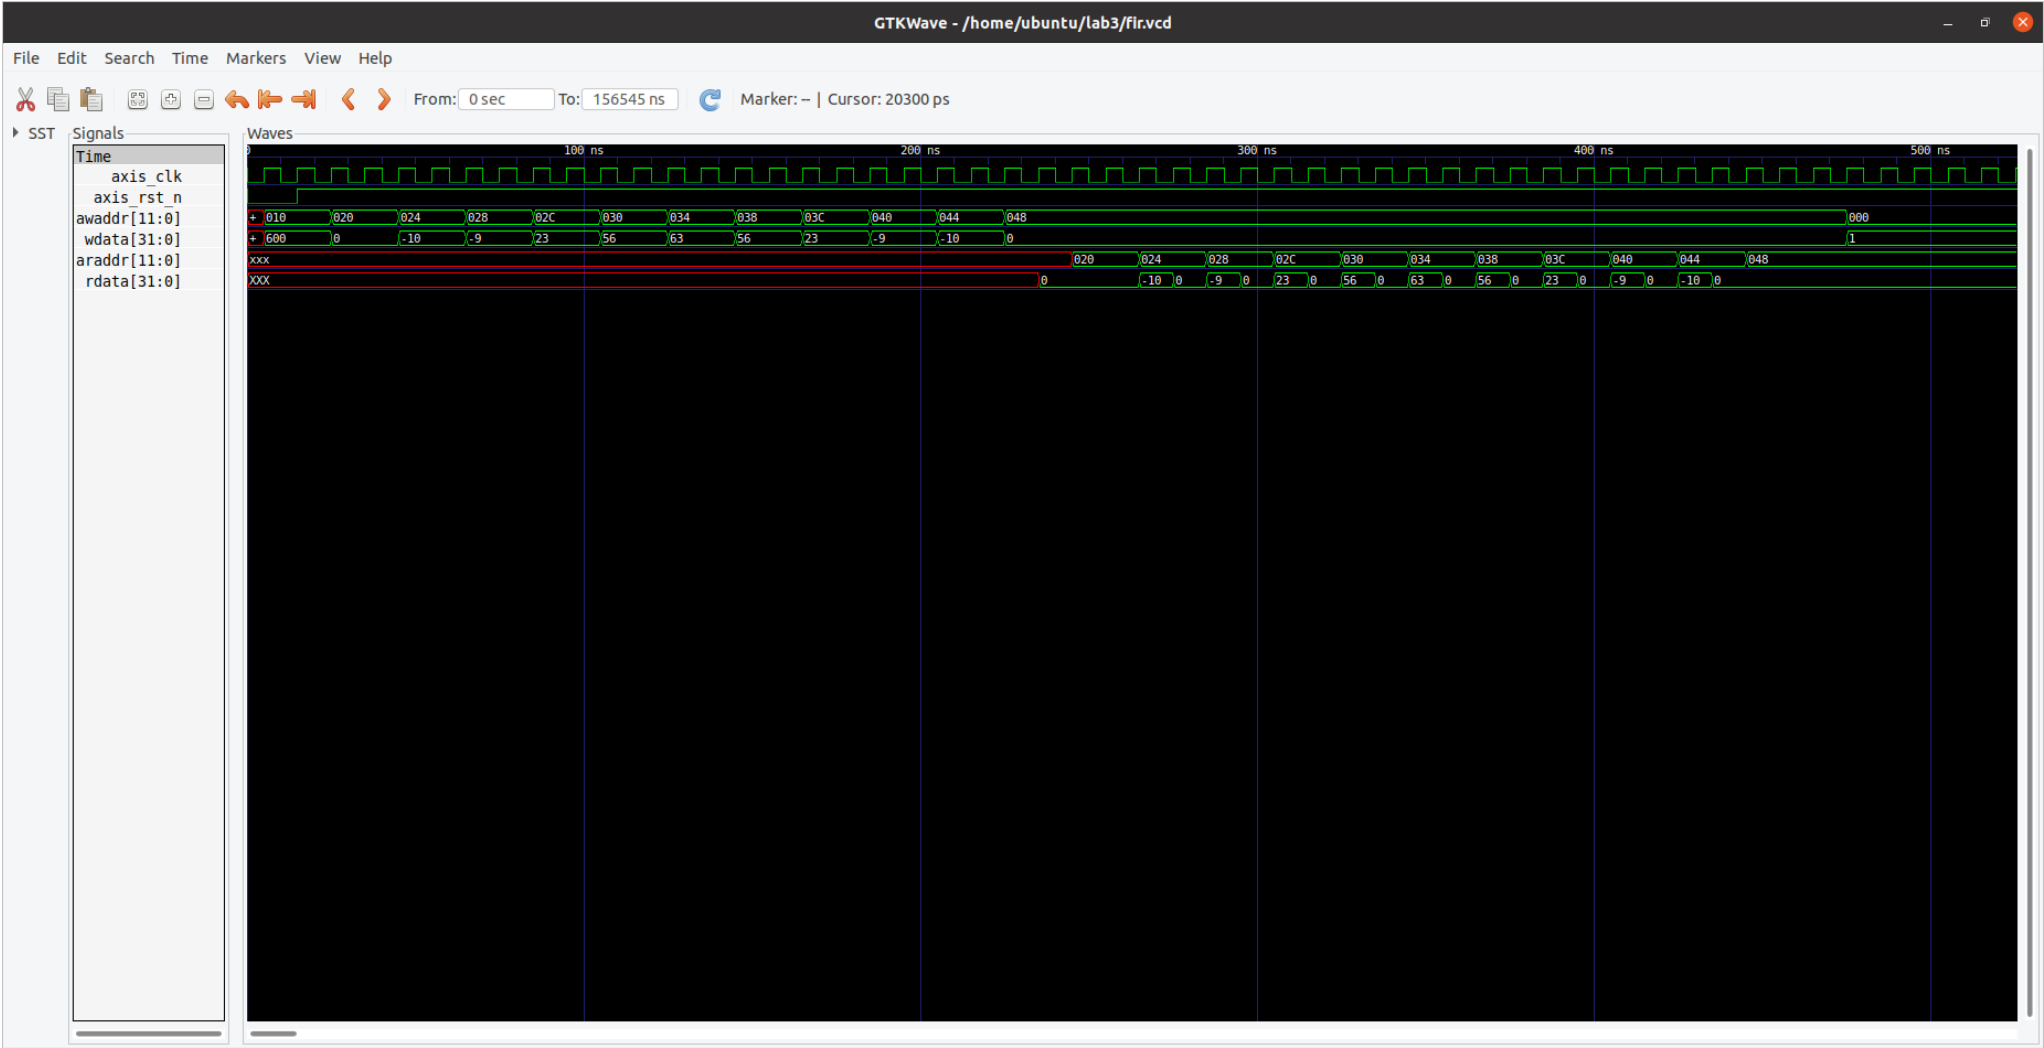 GTKWave - /home/ubuntu/lab3/fir.vcd
File Edit Search Time Markers View Help
From: 0 sec To: 156545 ns Marker: -- | Cursor: 20300 ps
SST Signals Waves
Time 0 100 ns 200 ns 300 ns 400 ns 500 ns
axis_clk
axis_rst_n
awaddr[11:0] + 010 020 024 028 02C 030 034 038 03C 040 044 048 000
wdata[31:0] + 600 0 -10 -9 23 56 63 56 23 -9 -10 0 1
araddr[11:0] xxx 020 024 028 02C 030 034 038 03C 040 044 048
rdata[31:0] XXX 0 -10 0 -9 0 23 0 56 0 63 0 56 0 23 0 -9 0 -10 0